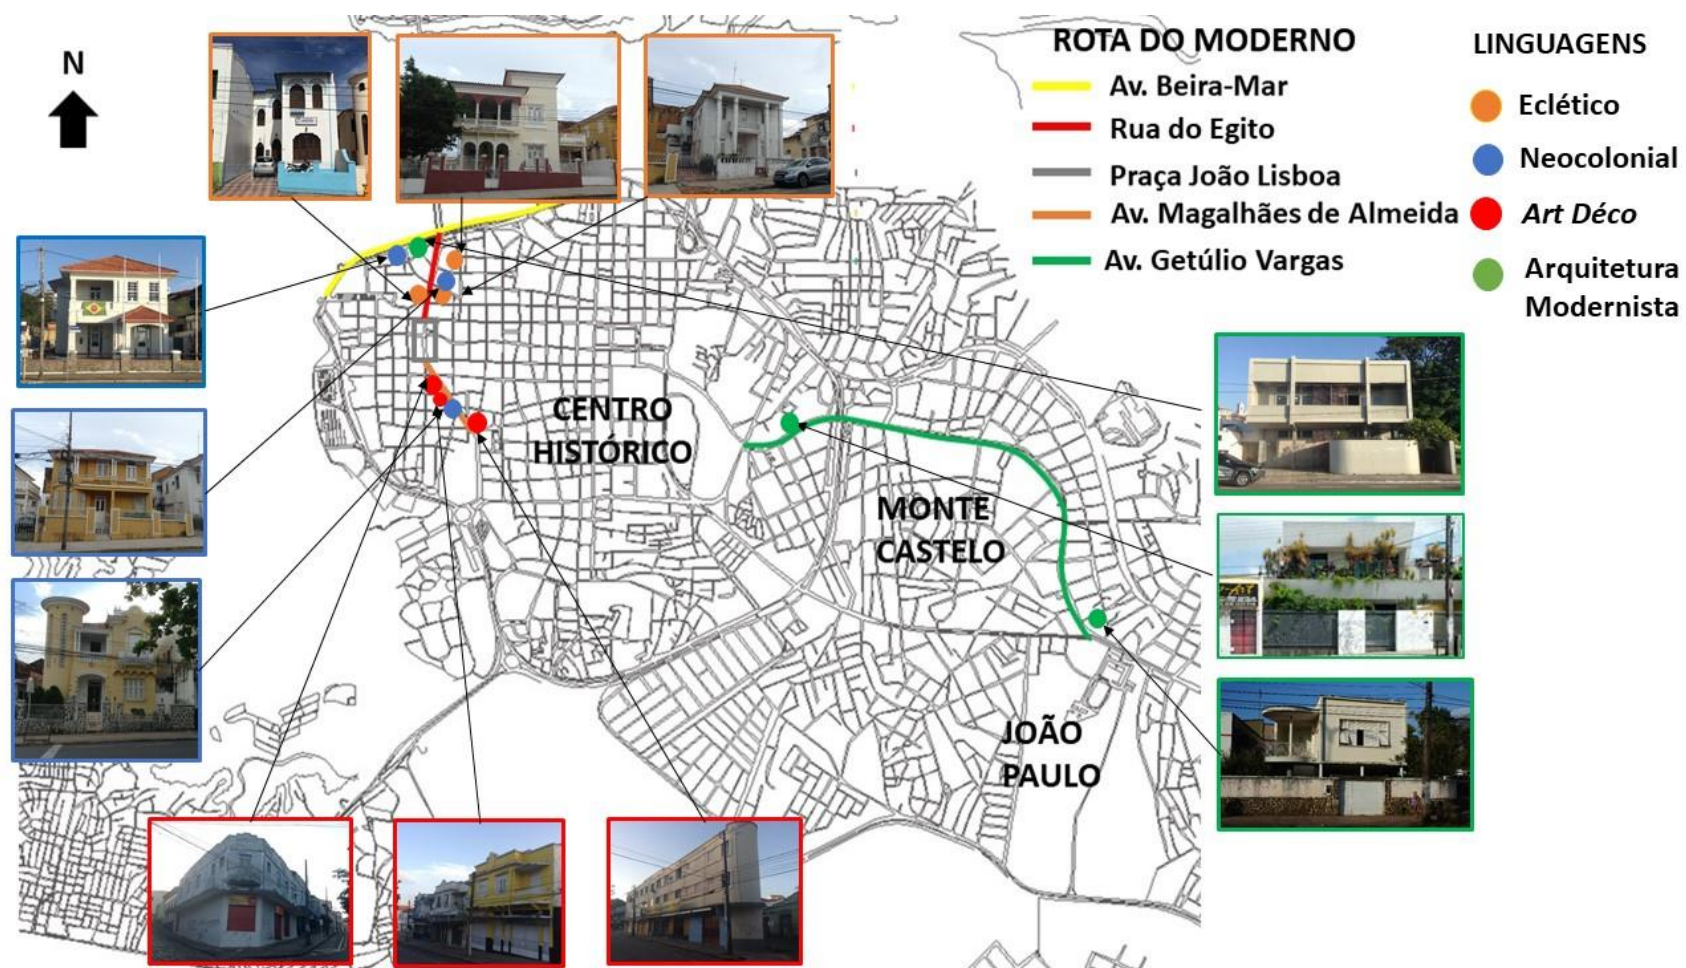 N
ROTA DO MODERNO
Av. Beira-Mar
Rua do Egito
Praça João Lisboa
Av. Magalhães de Almeida
Av. Getúlio Vargas
LINGUAGENS
Eclético
Neocolonial
Art Déco
Arquitetura
Modernista
CENTRO
HISTÓRICO
MONTE
CASTELO
JOÃO
PAULO